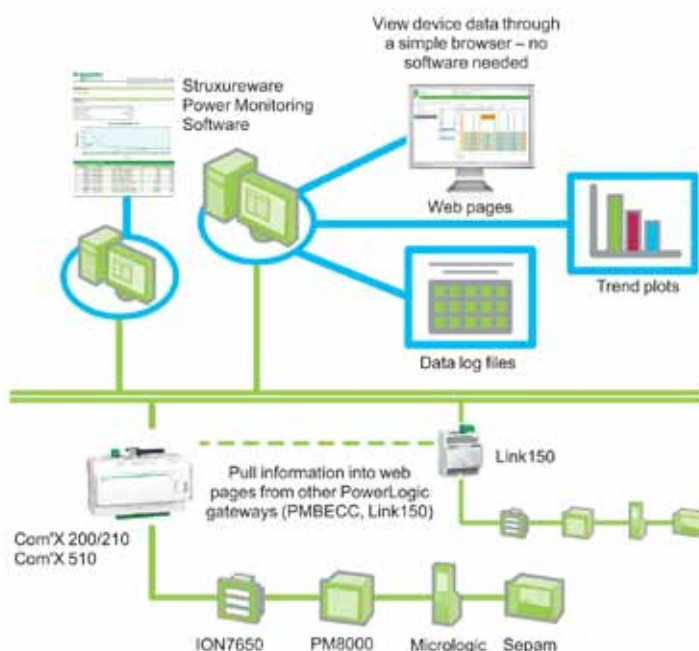 View device data through
a simple browser – no
software needed
Struxureware
Power Monitoring
Software
Web pages
Trend plots
Data log files
Link150
Pull information into web
pages from other PowerLogic
gateways (PMBECC, Link150)
Com'X 200/210
Com'X 510
ION7650
PM8000
Micrologic
Sepam